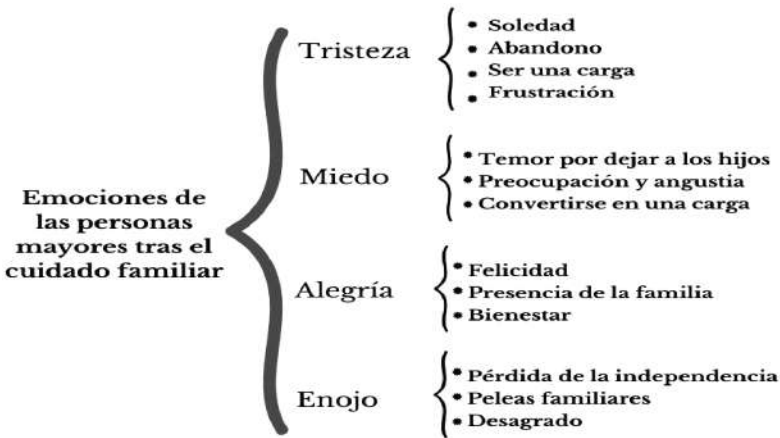 Emociones de
las personas
mayores tras el
cuidado familiar
Tristeza
• Soledad
• Abandono
• Ser una carga
• Frustración
Miedo
• Temor por dejar a los hijos
• Preocupación y angustia
• Convertirse en una carga
Alegría
• Felicidad
• Presencia de la familia
• Bienestar
Enojo
• Pérdida de la independencia
• Peleas familiares
• Desagrado